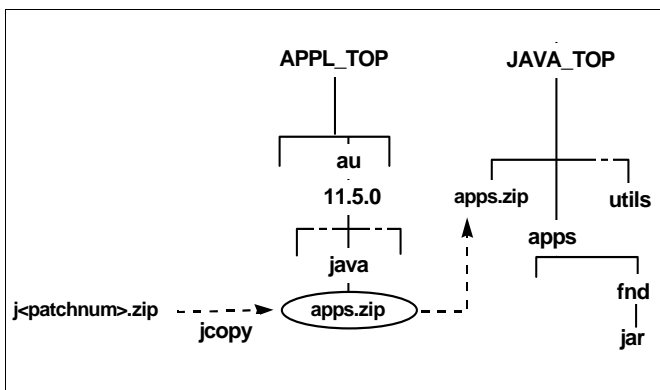 APPL_TOP
JAVA_TOP
au
11.5.0
java
apps.zip
j<patchnum>.zip
jcopy
apps.zip
utils
apps
fnd
jar